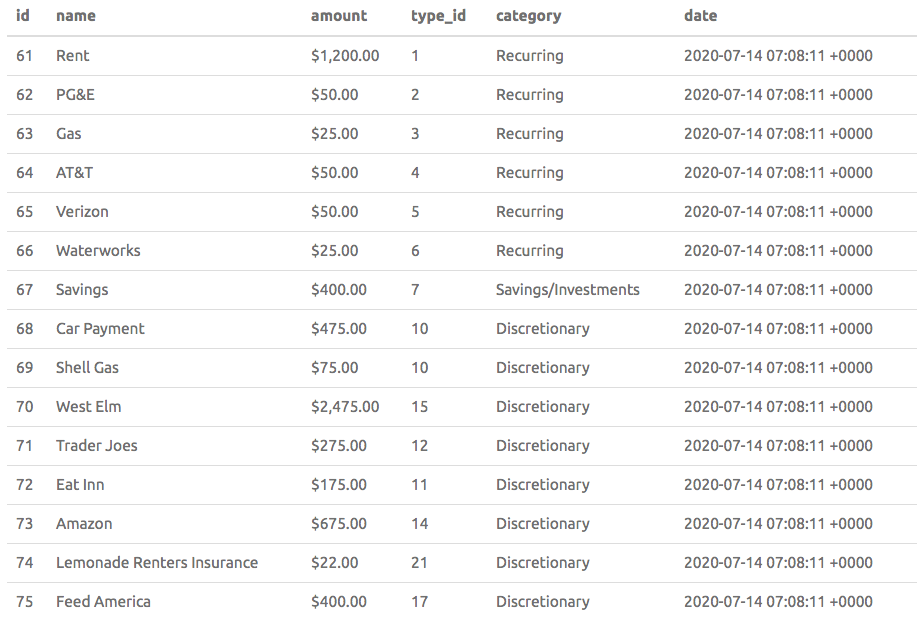 id name amount type_id category date
61 Rent $1,200.00 1 Recurring 2020-07-14 07:08:11 +0000
62 PG&E $50.00 2 Recurring 2020-07-14 07:08:11 +0000
63 Gas $25.00 3 Recurring 2020-07-14 07:08:11 +0000
64 AT&T $50.00 4 Recurring 2020-07-14 07:08:11 +0000
65 Verizon $50.00 5 Recurring 2020-07-14 07:08:11 +0000
66 Waterworks $25.00 6 Recurring 2020-07-14 07:08:11 +0000
67 Savings $400.00 7 Savings/Investments 2020-07-14 07:08:11 +0000
68 Car Payment $475.00 10 Discretionary 2020-07-14 07:08:11 +0000
69 Shell Gas $75.00 10 Discretionary 2020-07-14 07:08:11 +0000
70 West Elm $2,475.00 15 Discretionary 2020-07-14 07:08:11 +0000
71 Trader Joes $275.00 12 Discretionary 2020-07-14 07:08:11 +0000
72 Eat Inn $175.00 11 Discretionary 2020-07-14 07:08:11 +0000
73 Amazon $675.00 14 Discretionary 2020-07-14 07:08:11 +0000
74 Lemonade Renters Insurance $22.00 21 Discretionary 2020-07-14 07:08:11 +0000
75 Feed America $400.00 17 Discretionary 2020-07-14 07:08:11 +0000